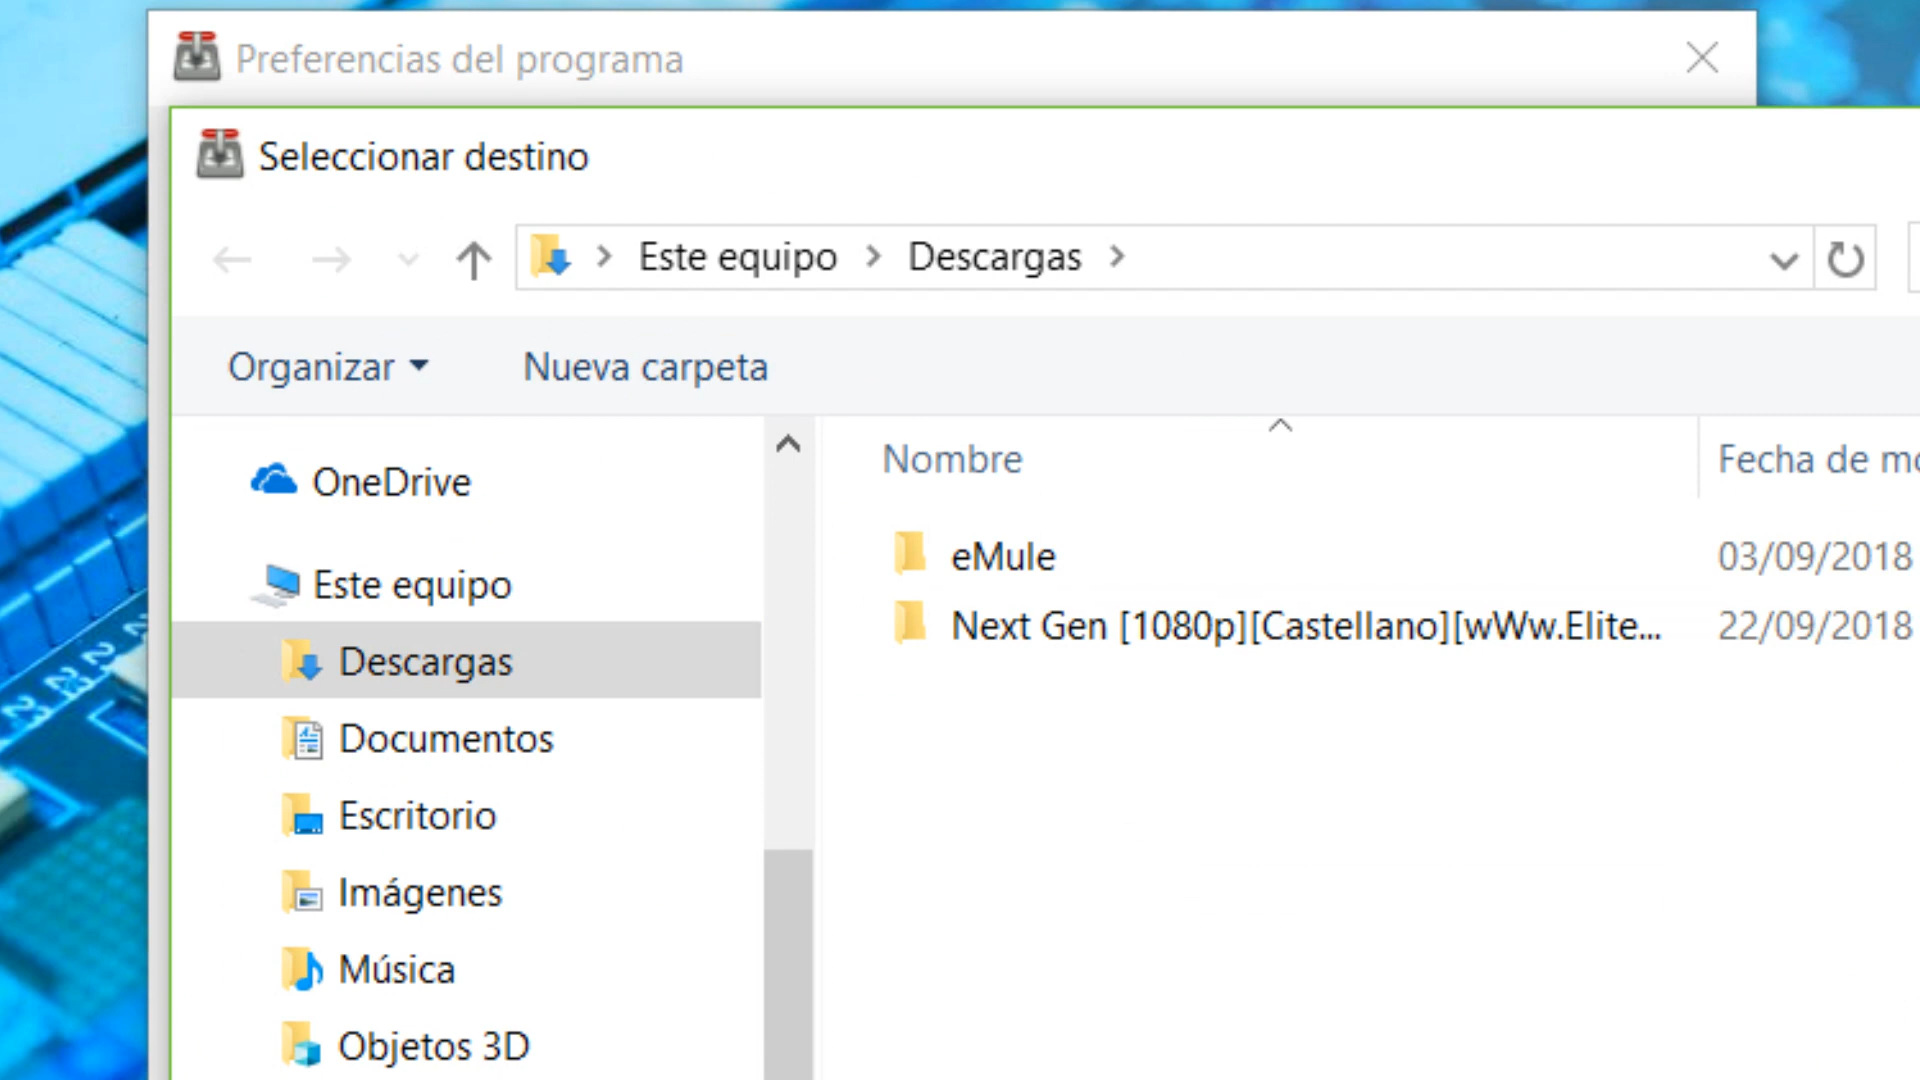 Preferencias del programa
Seleccionar destino
Este equipo
Descargas
Organizar
Nueva carpeta
Nombre
Fecha de mo
OneDrive
Este equipo
Descargas
Documentos
Escritorio
Imágenes
Música
Objetos 3D
eMule
03/09/2018
Next Gen [1080p][Castellano][wWw.Elite...
22/09/2018